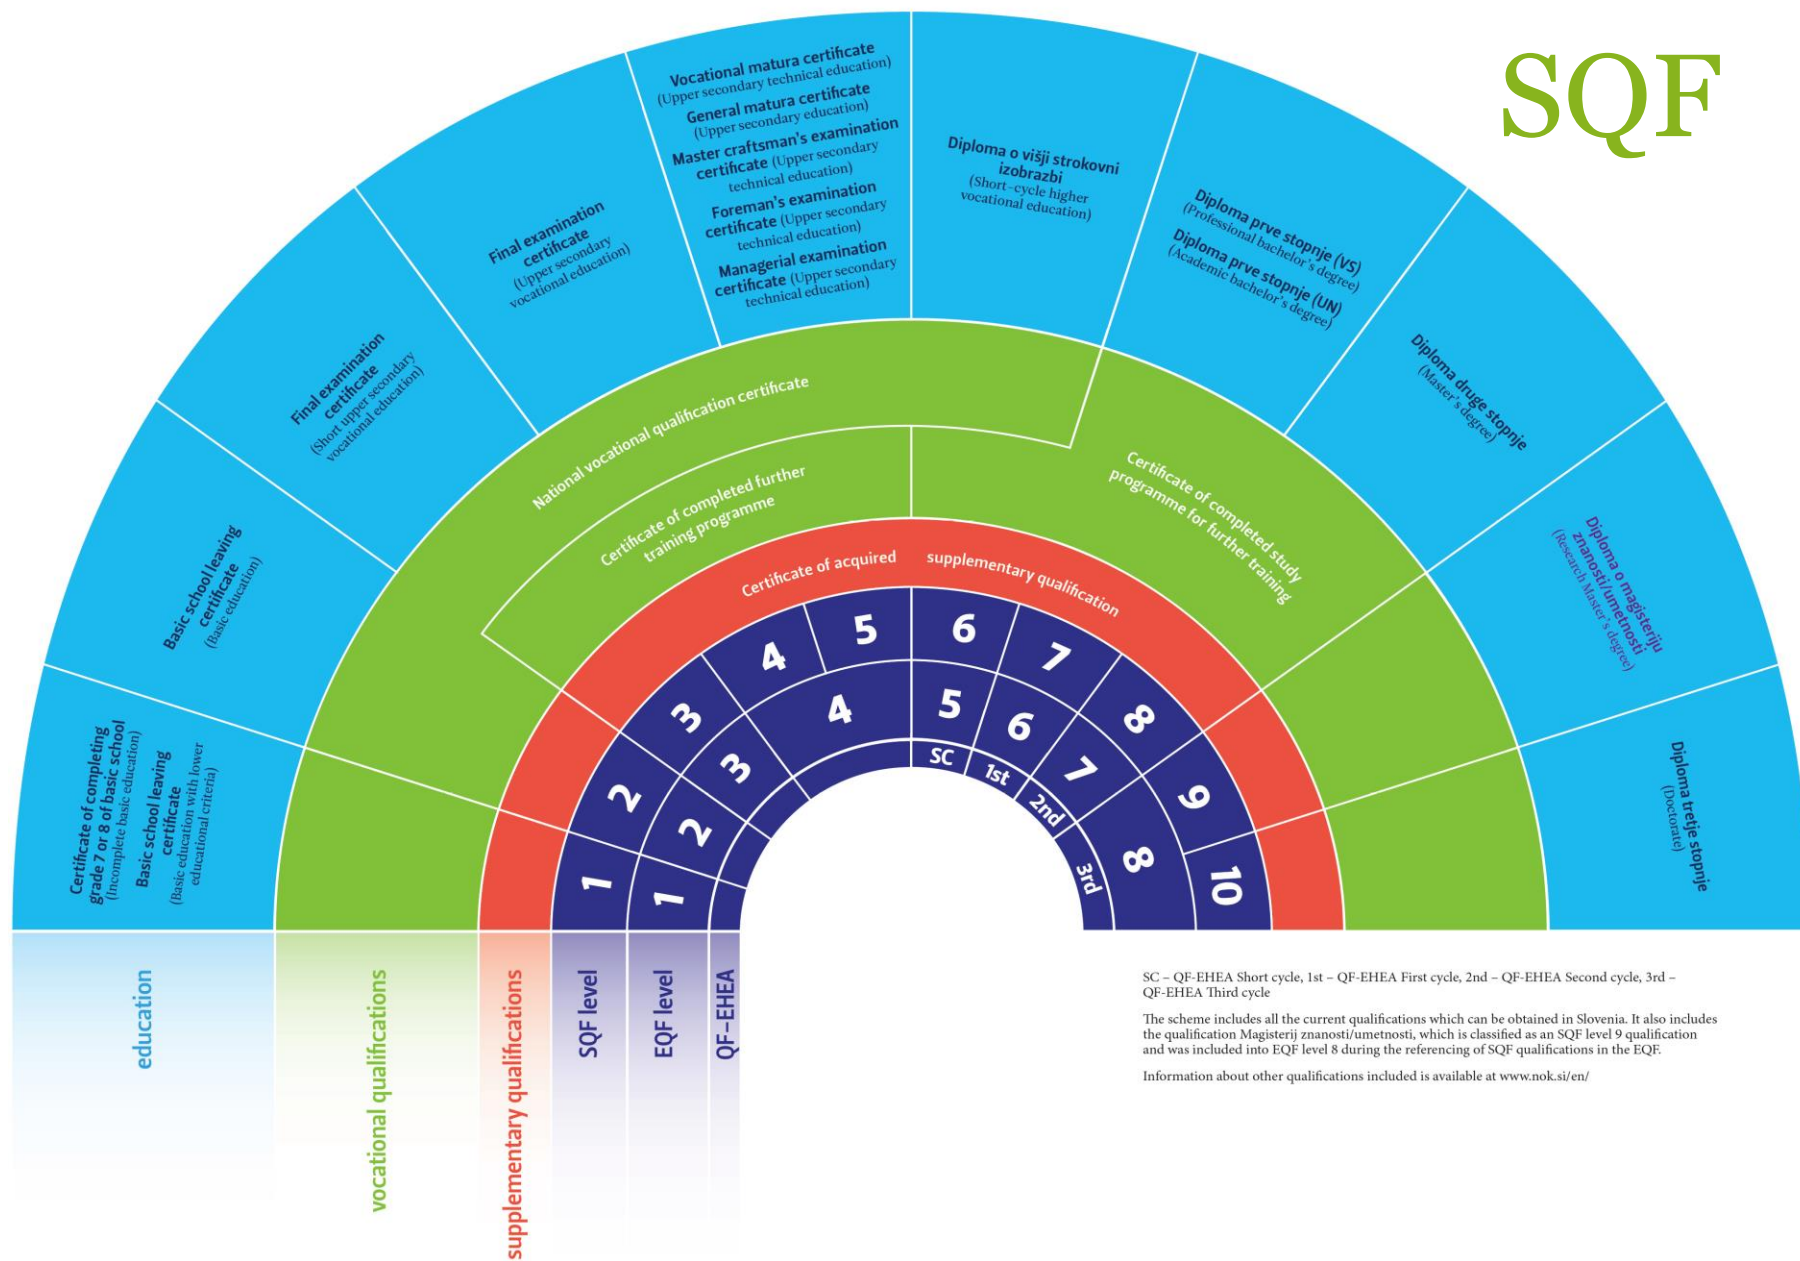 SQF
Certificate of completing
grade 7 or 8 of basic school
(Incomplete basic education)
Basic school leaving
certificate
(Basic education with lower
educational criteria)
Basic school leaving
certificate
(Basic education)
Final examination
certificate
(Short upper secondary
vocational education)
Final examination
certificate
(Upper secondary
vocational education)
Vocational matura certificate
(Upper secondary technical education)
General matura certificate
(Upper secondary education)
Master craftsman's examination
certificate (Upper secondary
technical education)
Foreman's examination
certificate (Upper secondary
technical education)
Managerial examination
certificate (Upper secondary
technical education)
Diploma o višji strokovni
izobrazbi
(Short–cycle higher
vocational education)
Diploma prve stopnje (VS)
(Professional bachelor's degree)
Diploma prve stopnje (UN)
(Academic bachelor's degree)
Diploma druge stopnje
(Master's degree)
Diploma o magisteriju
znanosti/umetnosti
(Research Master's degree)
Diploma tretje stopnje
(Doctorate)
National vocational qualification certificate
Certificate of completed further
training programme
Certificate of completed study
programme for further training
Certificate of acquired supplementary qualification
1
2
3
4
5
6
7
8
9
10
1
2
3
4
5
6
7
8
SC
1st
2nd
3rd
education
vocational qualifications
supplementary qualifications
SQF level
EQF level
QF–EHEA
SC – QF-EHEA Short cycle, 1st – QF-EHEA First cycle, 2nd – QF-EHEA Second cycle, 3rd –
QF-EHEA Third cycle
The scheme includes all the current qualifications which can be obtained in Slovenia. It also includes
the qualification Magisterij znanosti/umetnosti, which is classified as an SQF level 9 qualification
and was included into EQF level 8 during the referencing of SQF qualifications in the EQF.
Information about other qualifications included is available at www.nok.si/en/